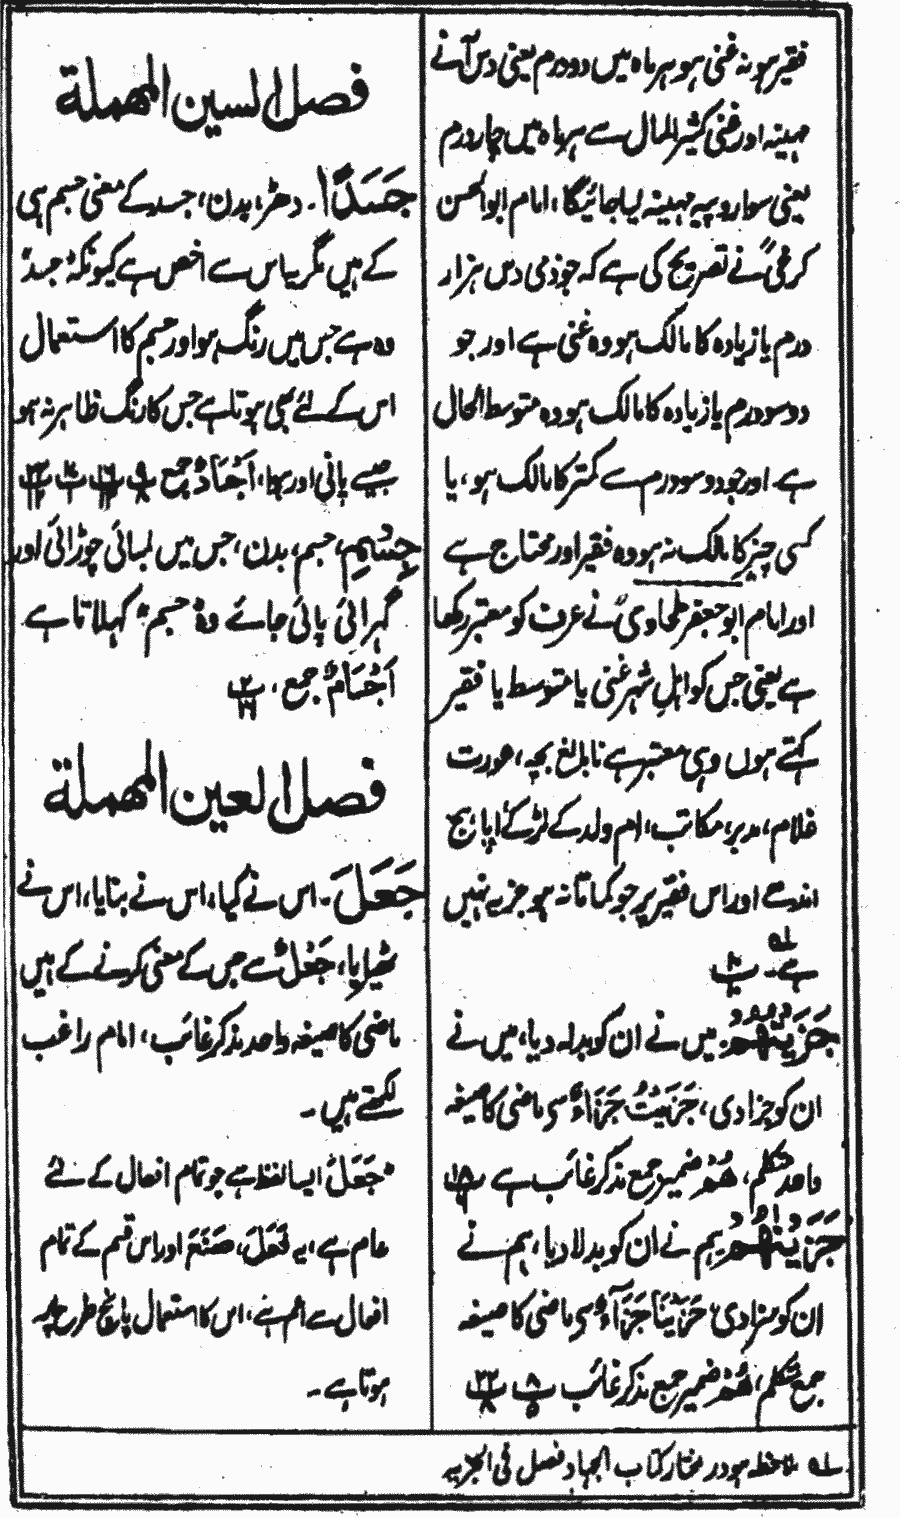 فقیر ہو نہ غنی ہو ہر ماہ میں دو درم یعنی دس آنے
مہینہ اور غنی کثیر المال سے ہر ماہ میں چار درم
یعنی سوا روپیہ مہینہ لیا جائیگا، امام ابو الحسن
کرخی نے تصریح کی ہے کہ جو ذمی دس ہزار
درم یا زیادہ کا مالک ہو وہ غنی ہے اور جو
دو سو درم یا زیادہ کا مالک ہو وہ متوسط الحال
ہے۔ اور جو دو سو درم سے کمتر کا مالک ہو، یا
کسی چیز کا مالک نہ ہو وہ فقیر اور محتاج ہے
اور امام ابو جعفر طحاوی نے عرف کو معتبر رکھا
ہے یعنی جس کو اہل شہر غنی یا متوسط یا فقیر
کہتے ہوں وہی معتبر ہے نابالغ بچہ، عورت
غلام، مدبر، مکاتب، ام ولد کے لڑکے اپاہج
اندھے اور اس فقیر پر جو کماتا نہ ہو جزیہ نہیں
ہے۔
جَزَیْتُهُمْ میں نے ان کو بدلہ دیا، میں نے
ان کو جزا دی، جَزَیْتُ جَزَاءٌ سے ماضی کا صیغہ
واحد متکلم، هُمْ ضمیر جمع مذکر غائب ہے
جَزَیْنٰهُمْ ہم نے ان کو بدلا دیا، ہم نے
ان کو سزا دی جَزَیْنَا جَزَآءٌ سے ماضی کا صیغہ
جمع متکلم، هُمْ ضمیر جمع مذکر غائب
فصل السین المهملة
جَسَدًا۔ دھڑ، بدن، جسد کے معنی جسم ہی
کے ہیں مگر یہ اس سے اخص ہے کیونکہ جسد
وہ ہے جس میں رنگ ہو اور جسم کا استعمال
اس کے لئے بھی ہوتا ہے جس کا رنگ ظاہر نہ ہو
جیسے پانی اور ہوا، اَجْسَادٌ جمع
جِسْمٍ، جسم، بدن، جس میں لمبائی چوڑائی اور
گہرائی پائی جائے وہ جسم کہلاتا ہے
اَجْسَامٌ جمع،
فصل العین المهملة
جَعَلَ۔ اس نے کیا، اس نے بنایا، اس نے
ٹھیرایا، جَعْلٌ سے جس کے معنی کرنے کے ہیں
ماضی کا صیغہ واحد مذکر غائب، امام راغب
لکھتے ہیں۔
جَعَلَ ایسا لفظ ہے جو تمام افعال کے لئے
عام ہے، یہ فَعَلَ، صَنَعَ اور اس قسم کے تمام
افعال سے اعم ہے، اس کا استعمال پانچ طرح پر
ہوتا ہے۔
لہ ملاحظہ ہو در مختار کتاب الجہاد فصل فی الجزیہ